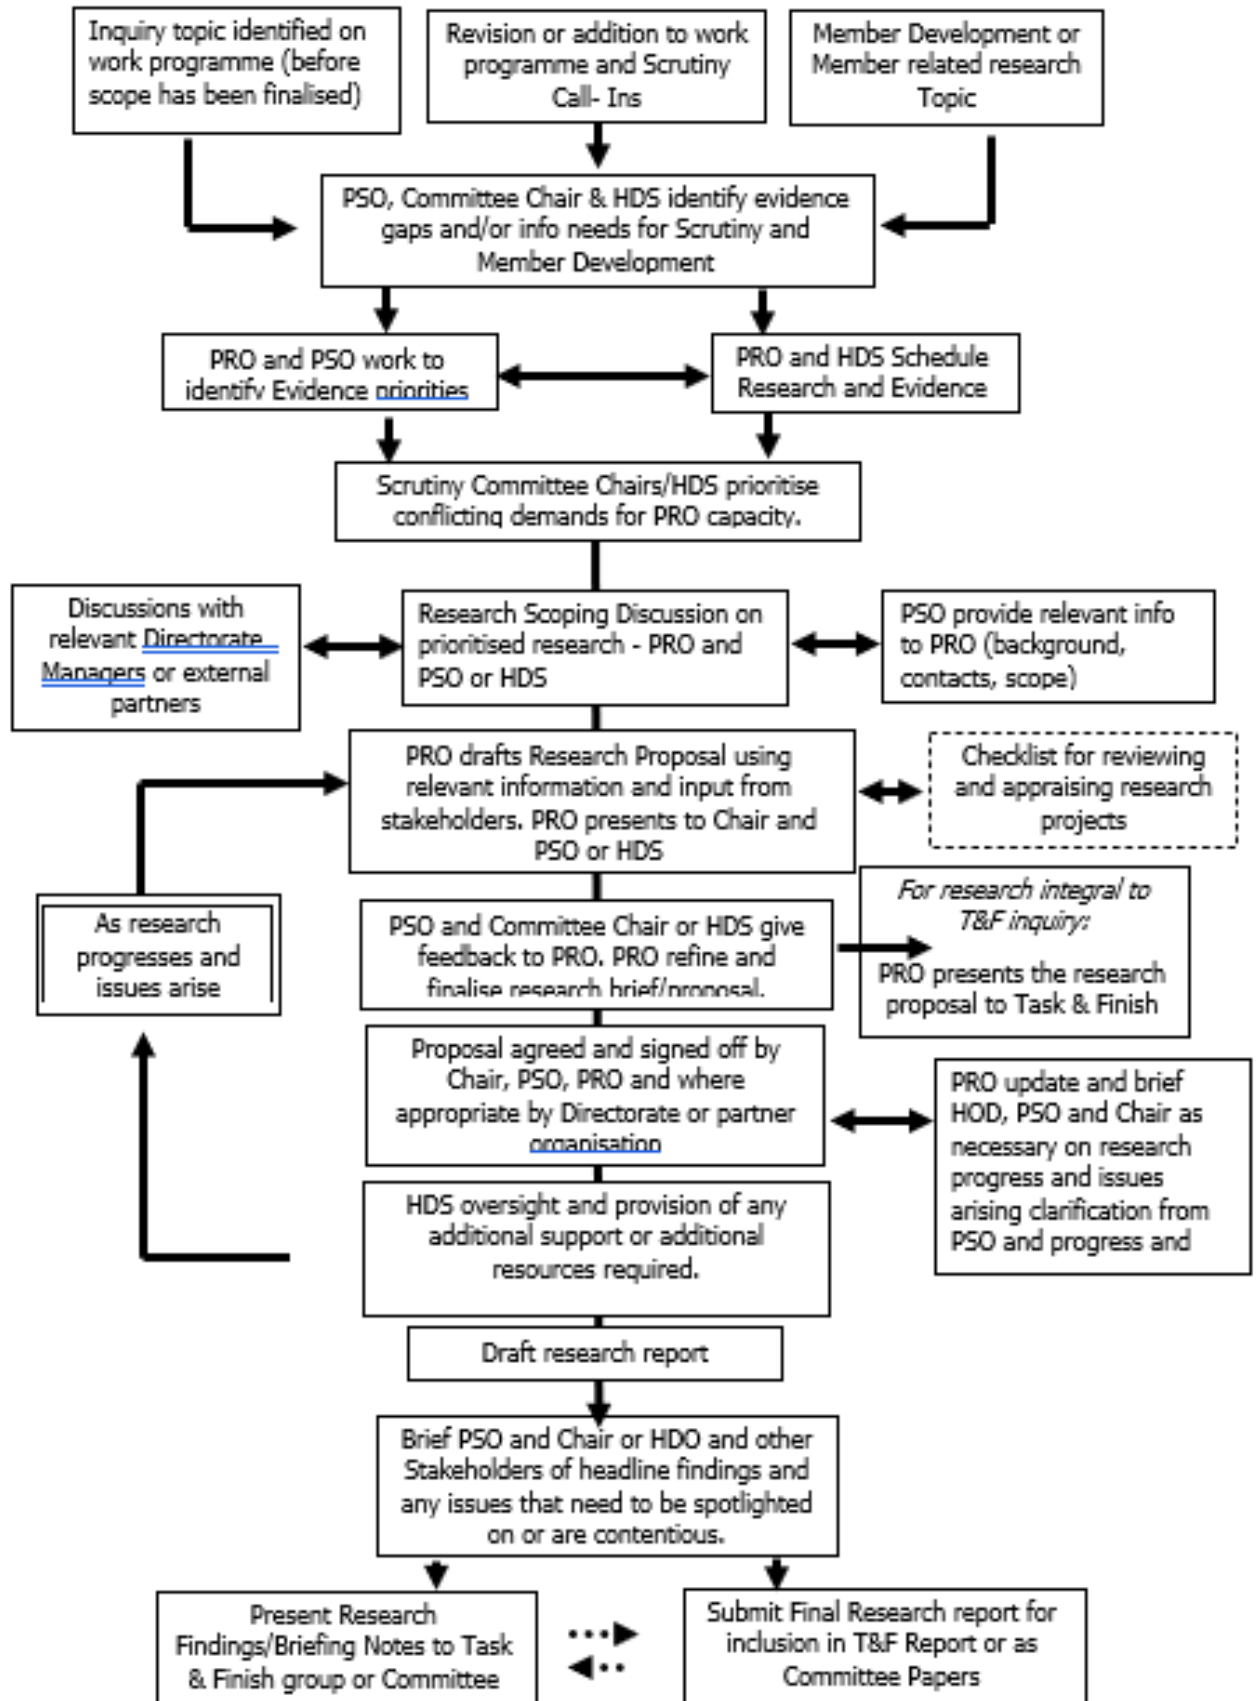 Inquiry topic identified on
work programme (before
scope has been finalised)
Revision or addition to work
programme and Scrutiny
Call- Ins
Member Development or
Member related research
Topic
PSO, Committee Chair & HDS identify evidence
gaps and/or info needs for Scrutiny and
Member Development
PRO and PSO work to
identify Evidence priorities
PRO and HDS Schedule
Research and Evidence
Scrutiny Committee Chairs/HDS prioritise
conflicting demands for PRO capacity.
Discussions with
relevant Directorate
Managers or external
partners
Research Scoping Discussion on
prioritised research - PRO and
PSO or HDS
PSO provide relevant info
to PRO (background,
contacts, scope)
PRO drafts Research Proposal using
relevant information and input from
stakeholders. PRO presents to Chair and
PSO or HDS
Checklist for reviewing
and appraising research
projects
As research
progresses and
issues arise
PSO and Committee Chair or HDS give
feedback to PRO. PRO refine and
finalise research brief/proposal.
For research integral to
T&F inquiry:
PRO presents the research
proposal to Task & Finish
Proposal agreed and signed off by
Chair, PSO, PRO and where
appropriate by Directorate or partner
organisation
PRO update and brief
HOD, PSO and Chair as
necessary on research
progress and issues
arising clarification from
PSO and progress and
HDS oversight and provision of any
additional support or additional
resources required.
Draft research report
Brief PSO and Chair or HDO and other
Stakeholders of headline findings and
any issues that need to be spotlighted
on or are contentious.
Present Research
Findings/Briefing Notes to Task
& Finish group or Committee
Submit Final Research report for
inclusion in T&F Report or as
Committee Papers